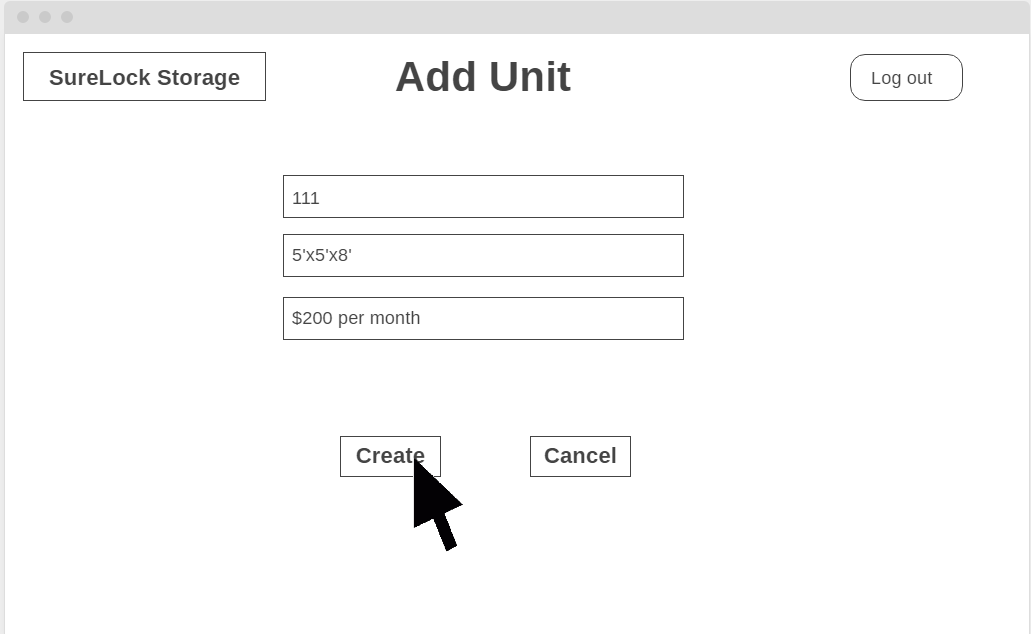 SureLock Storage
Add Unit
Log out
111
5'x5'x8'
$200 per month
Create
Cancel